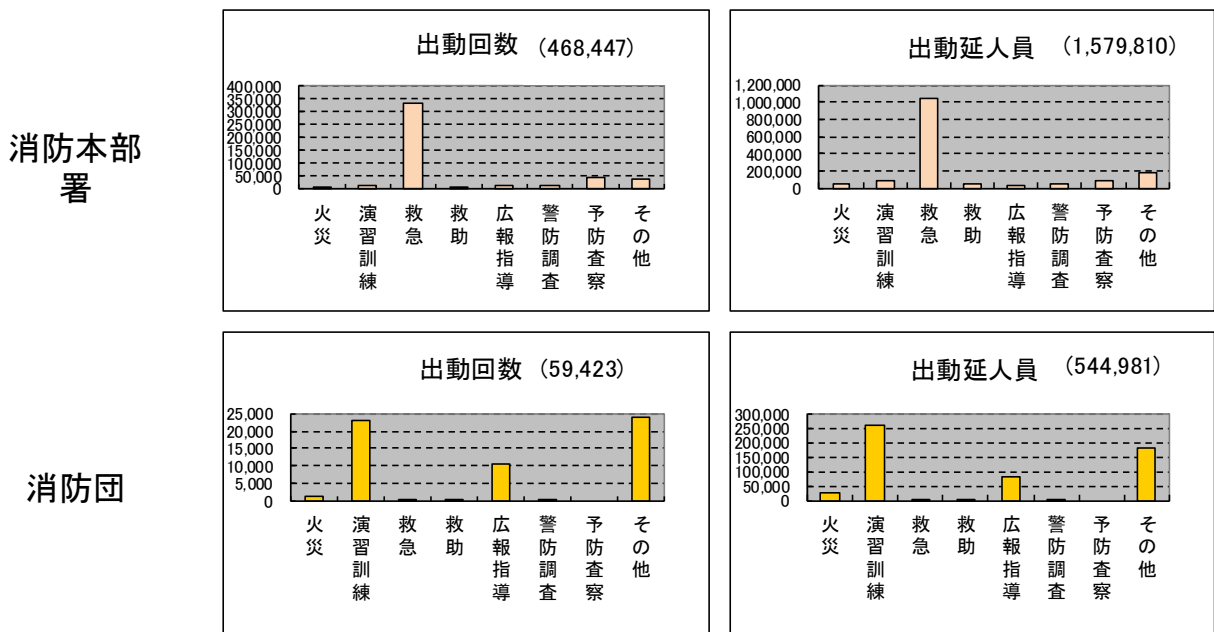 消防本部
署
出動回数 (468,447)
400,000
350,000
300,000
250,000
200,000
150,000
100,000
50,000
0
火災
演習訓練
救急
救助
広報指導
警防調査
予防査察
その他
出動延人員 (1,579,810)
1,200,000
1,000,000
800,000
600,000
400,000
200,000
0
火災
演習訓練
救急
救助
広報指導
警防調査
予防査察
その他
消防団
出動回数 (59,423)
25,000
20,000
15,000
10,000
5,000
0
火災
演習訓練
救急
救助
広報指導
警防調査
予防査察
その他
出動延人員 (544,981)
300,000
250,000
200,000
150,000
100,000
50,000
0
火災
演習訓練
救急
救助
広報指導
警防調査
予防査察
その他